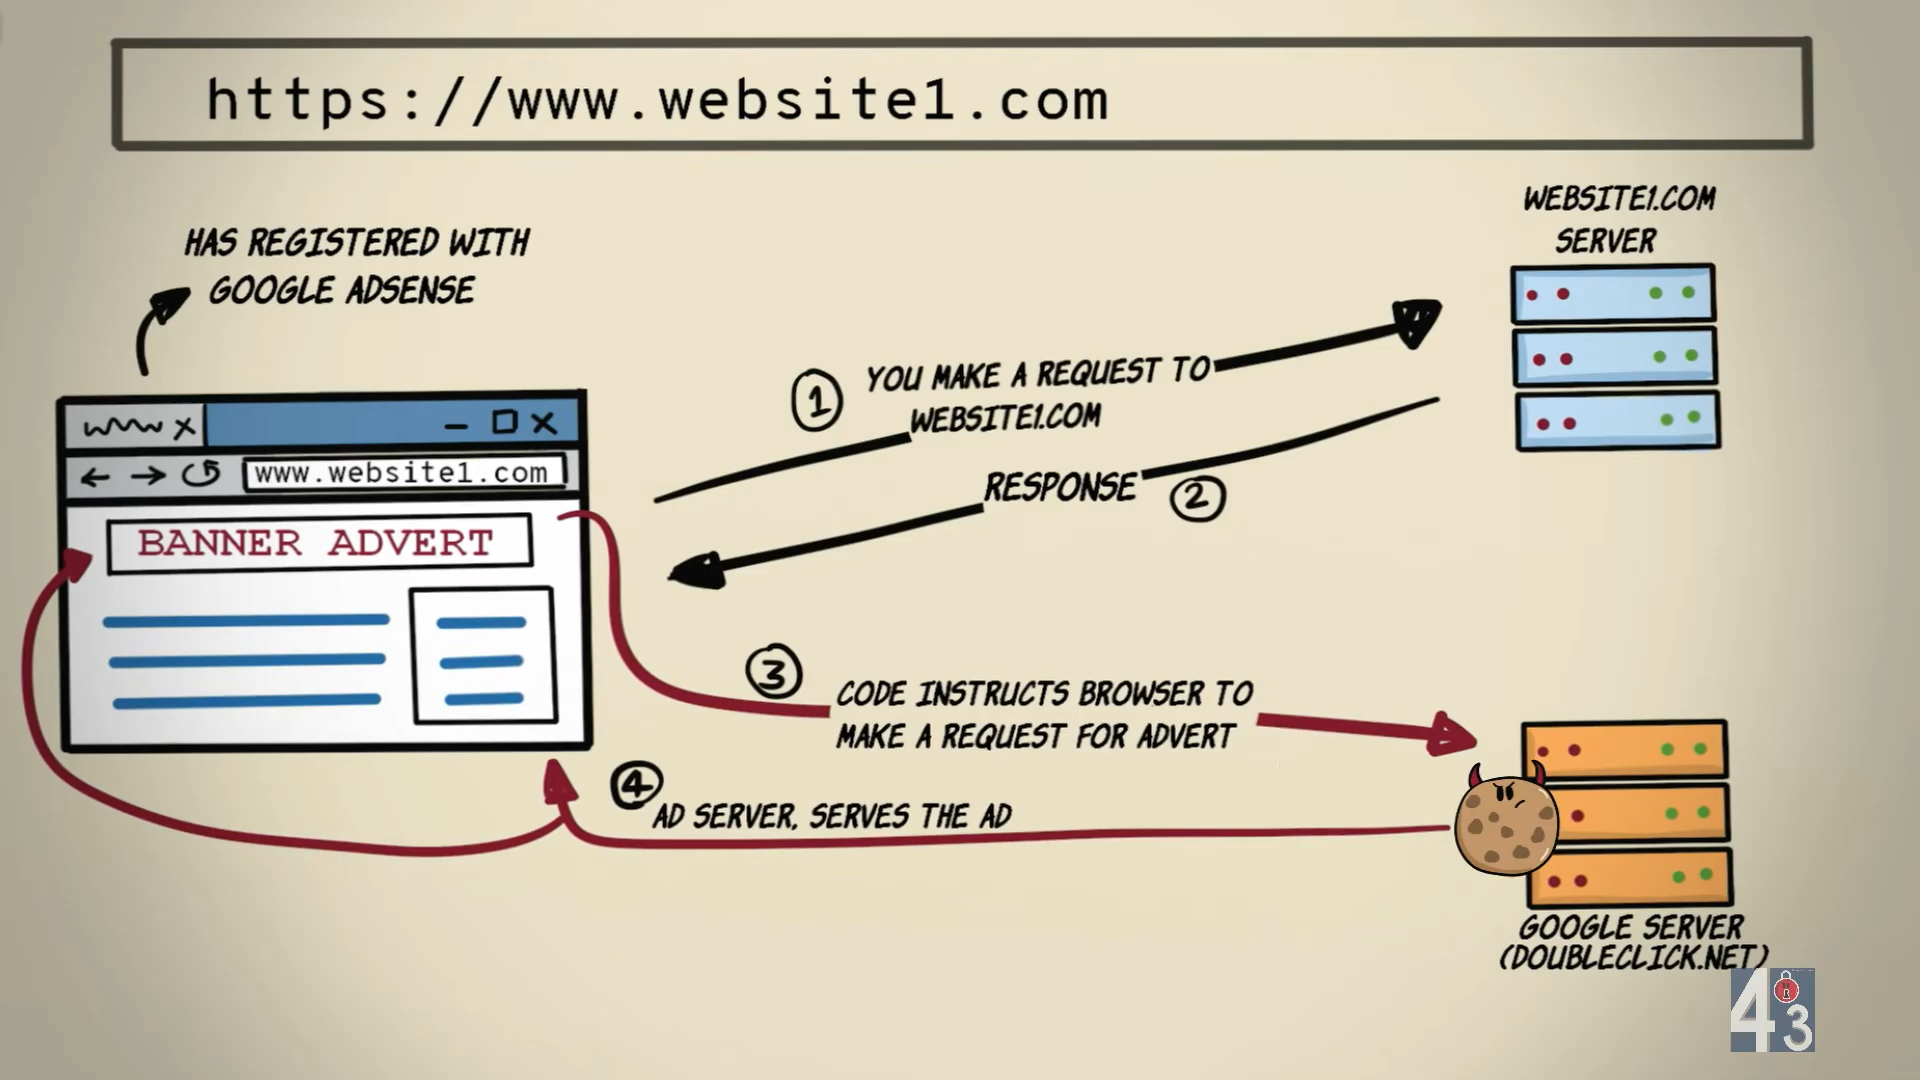 https://www.website1.com
WEBSITE1.COM
SERVER
HAS REGISTERED WITH
GOOGLE ADSENSE
1 YOU MAKE A REQUEST TO
WEBSITE1.COM
www.website1.com
RESPONSE 2
BANNER ADVERT
3 CODE INSTRUCTS BROWSER TO
MAKE A REQUEST FOR ADVERT
4 AD SERVER, SERVES THE AD
GOOGLE SERVER
(DOUBLECLICK.NET)
43